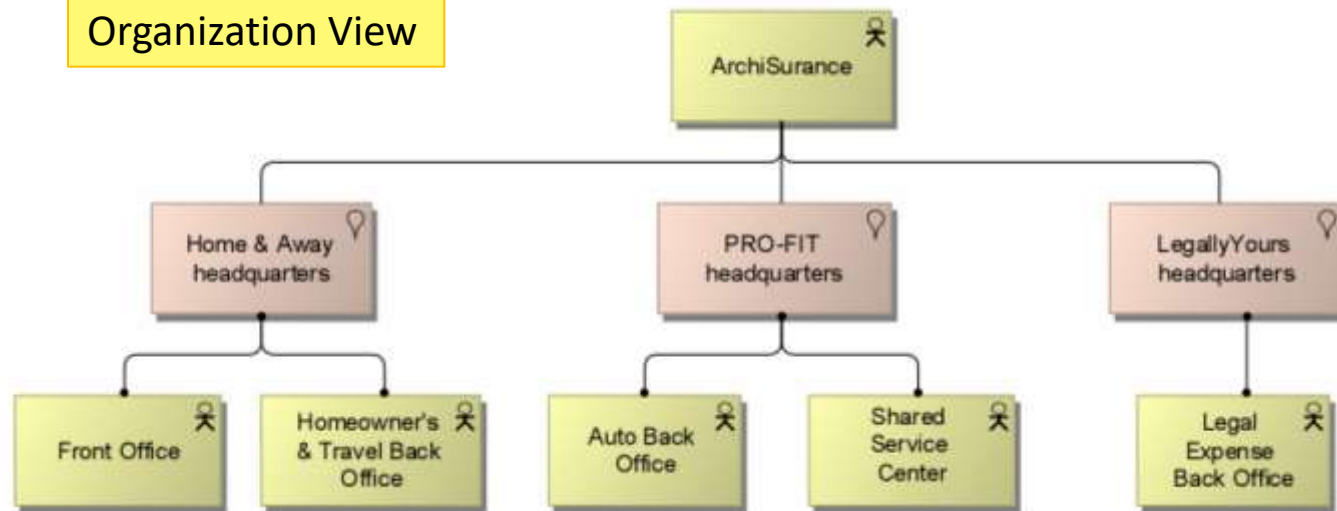 Organization View
ArchiSurance
Home & Away
headquarters
PRO-FIT
headquarters
LegallyYours
headquarters
Front Office
Homeowner's
& Travel Back
Office
Auto Back
Office
Shared
Service
Center
Legal
Expense
Back Office